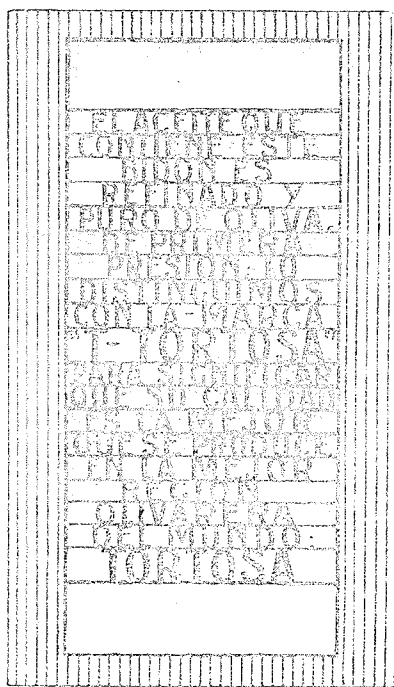 EL ACEITE QUE
CONTIENE ESTE
BIDON ES
REFINADO Y
PURO DE OLIVA,
DE PRIMERA
PRESION. LO
DISTINGUIMOS
CON LA MARCA
"F-TORTOSA"
PARA SIGNIFICAR
QUE SU CALIDAD
ES LA MEJOR
QUE SE PRODUCE
EN LA MEJOR
REGION
OLIVARERA
DEL MUNDO.
TORTOSA